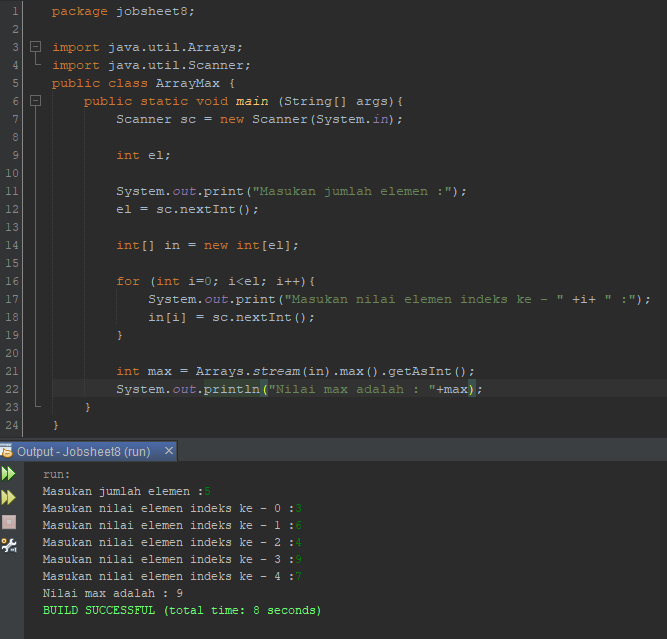 1 package jobsheet8;
2
3 import java.util.Arrays;
4 import java.util.Scanner;
5 public class ArrayMax {
6 public static void main (String[] args){
7 Scanner sc = new Scanner(System.in);
8
9 int el;
10
11 System.out.print("Masukan jumlah elemen :");
12 el = sc.nextInt();
13
14 int[] in = new int[el];
15
16 for (int i=0; i<el; i++){
17 System.out.print("Masukan nilai elemen indeks ke - " +i+ " :");
18 in[i] = sc.nextInt();
19 }
20
21 int max = Arrays.stream(in).max().getAsInt();
22 System.out.println("Nilai max adalah : "+max);
23 }
24 }
Output - Jobsheet8 (run) ×
run:
Masukan jumlah elemen :5
Masukan nilai elemen indeks ke - 0 :3
Masukan nilai elemen indeks ke - 1 :6
Masukan nilai elemen indeks ke - 2 :4
Masukan nilai elemen indeks ke - 3 :9
Masukan nilai elemen indeks ke - 4 :7
Nilai max adalah : 9
BUILD SUCCESSFUL (total time: 8 seconds)